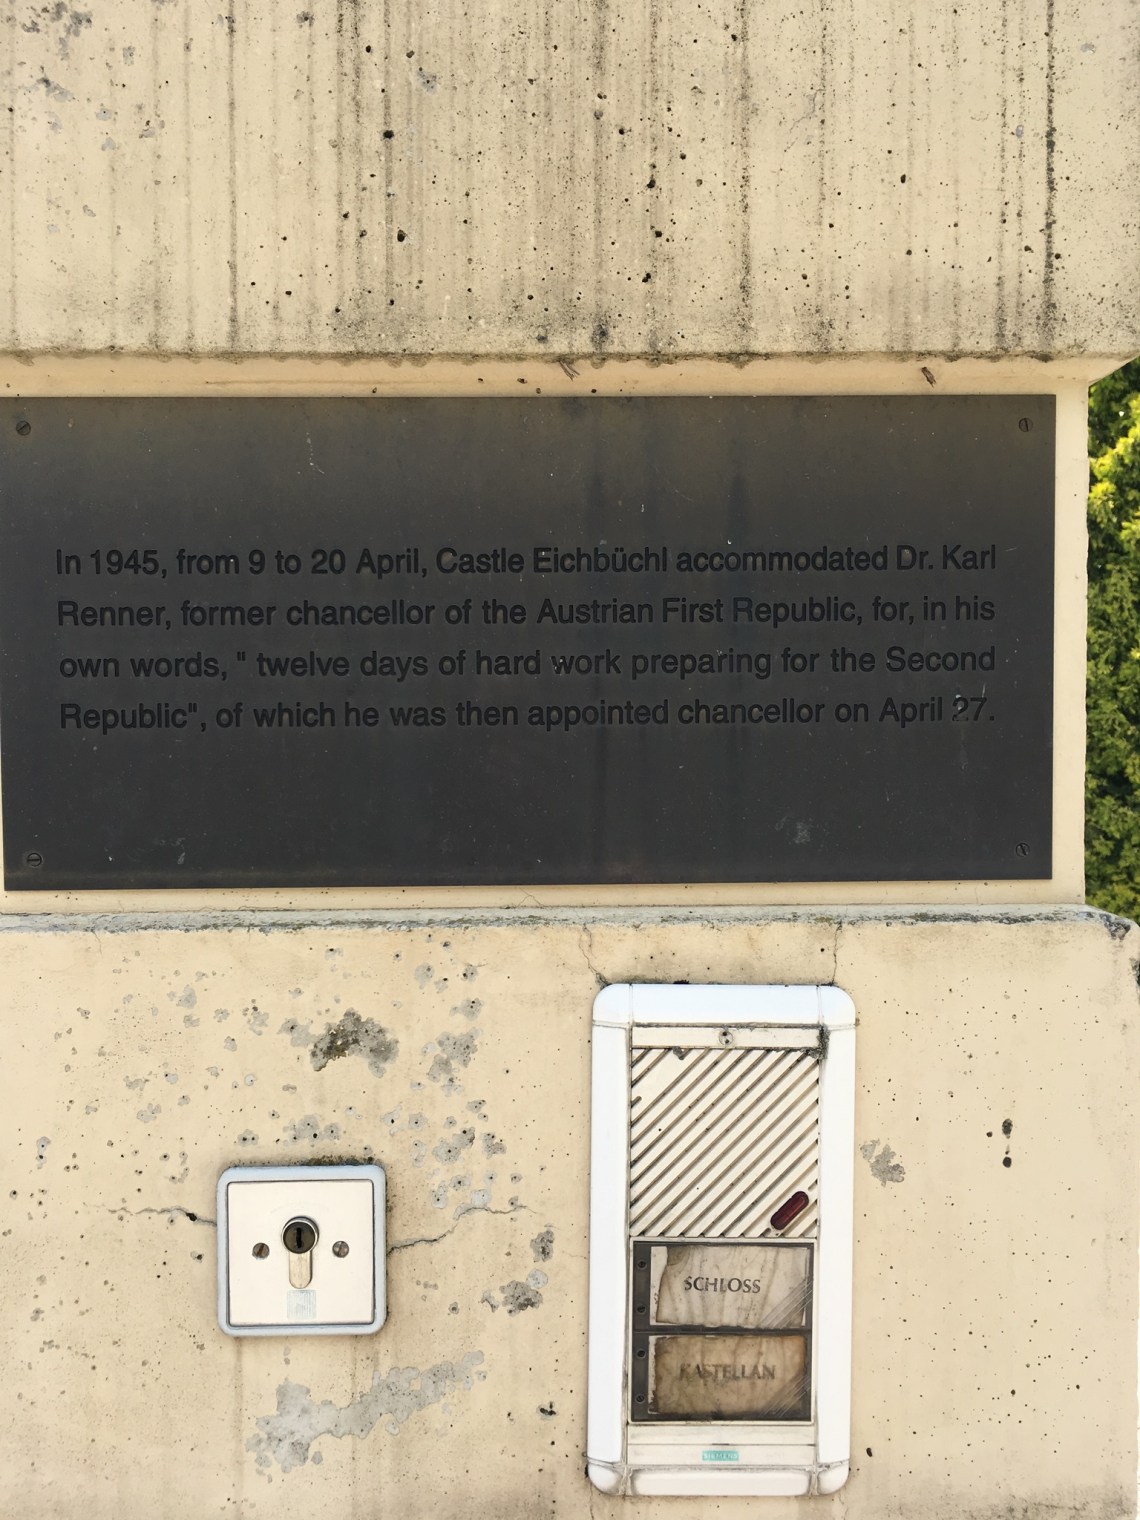 In 1945, from 9 to 20 April, Castle Eichbüchl accommodated Dr. Karl
Renner, former chancellor of the Austrian First Republic, for, in his
own words, " twelve days of hard work preparing for the Second
Republic", of which he was then appointed chancellor on April 27.
SCHLOSS
KASTELLAN
SIEMENS